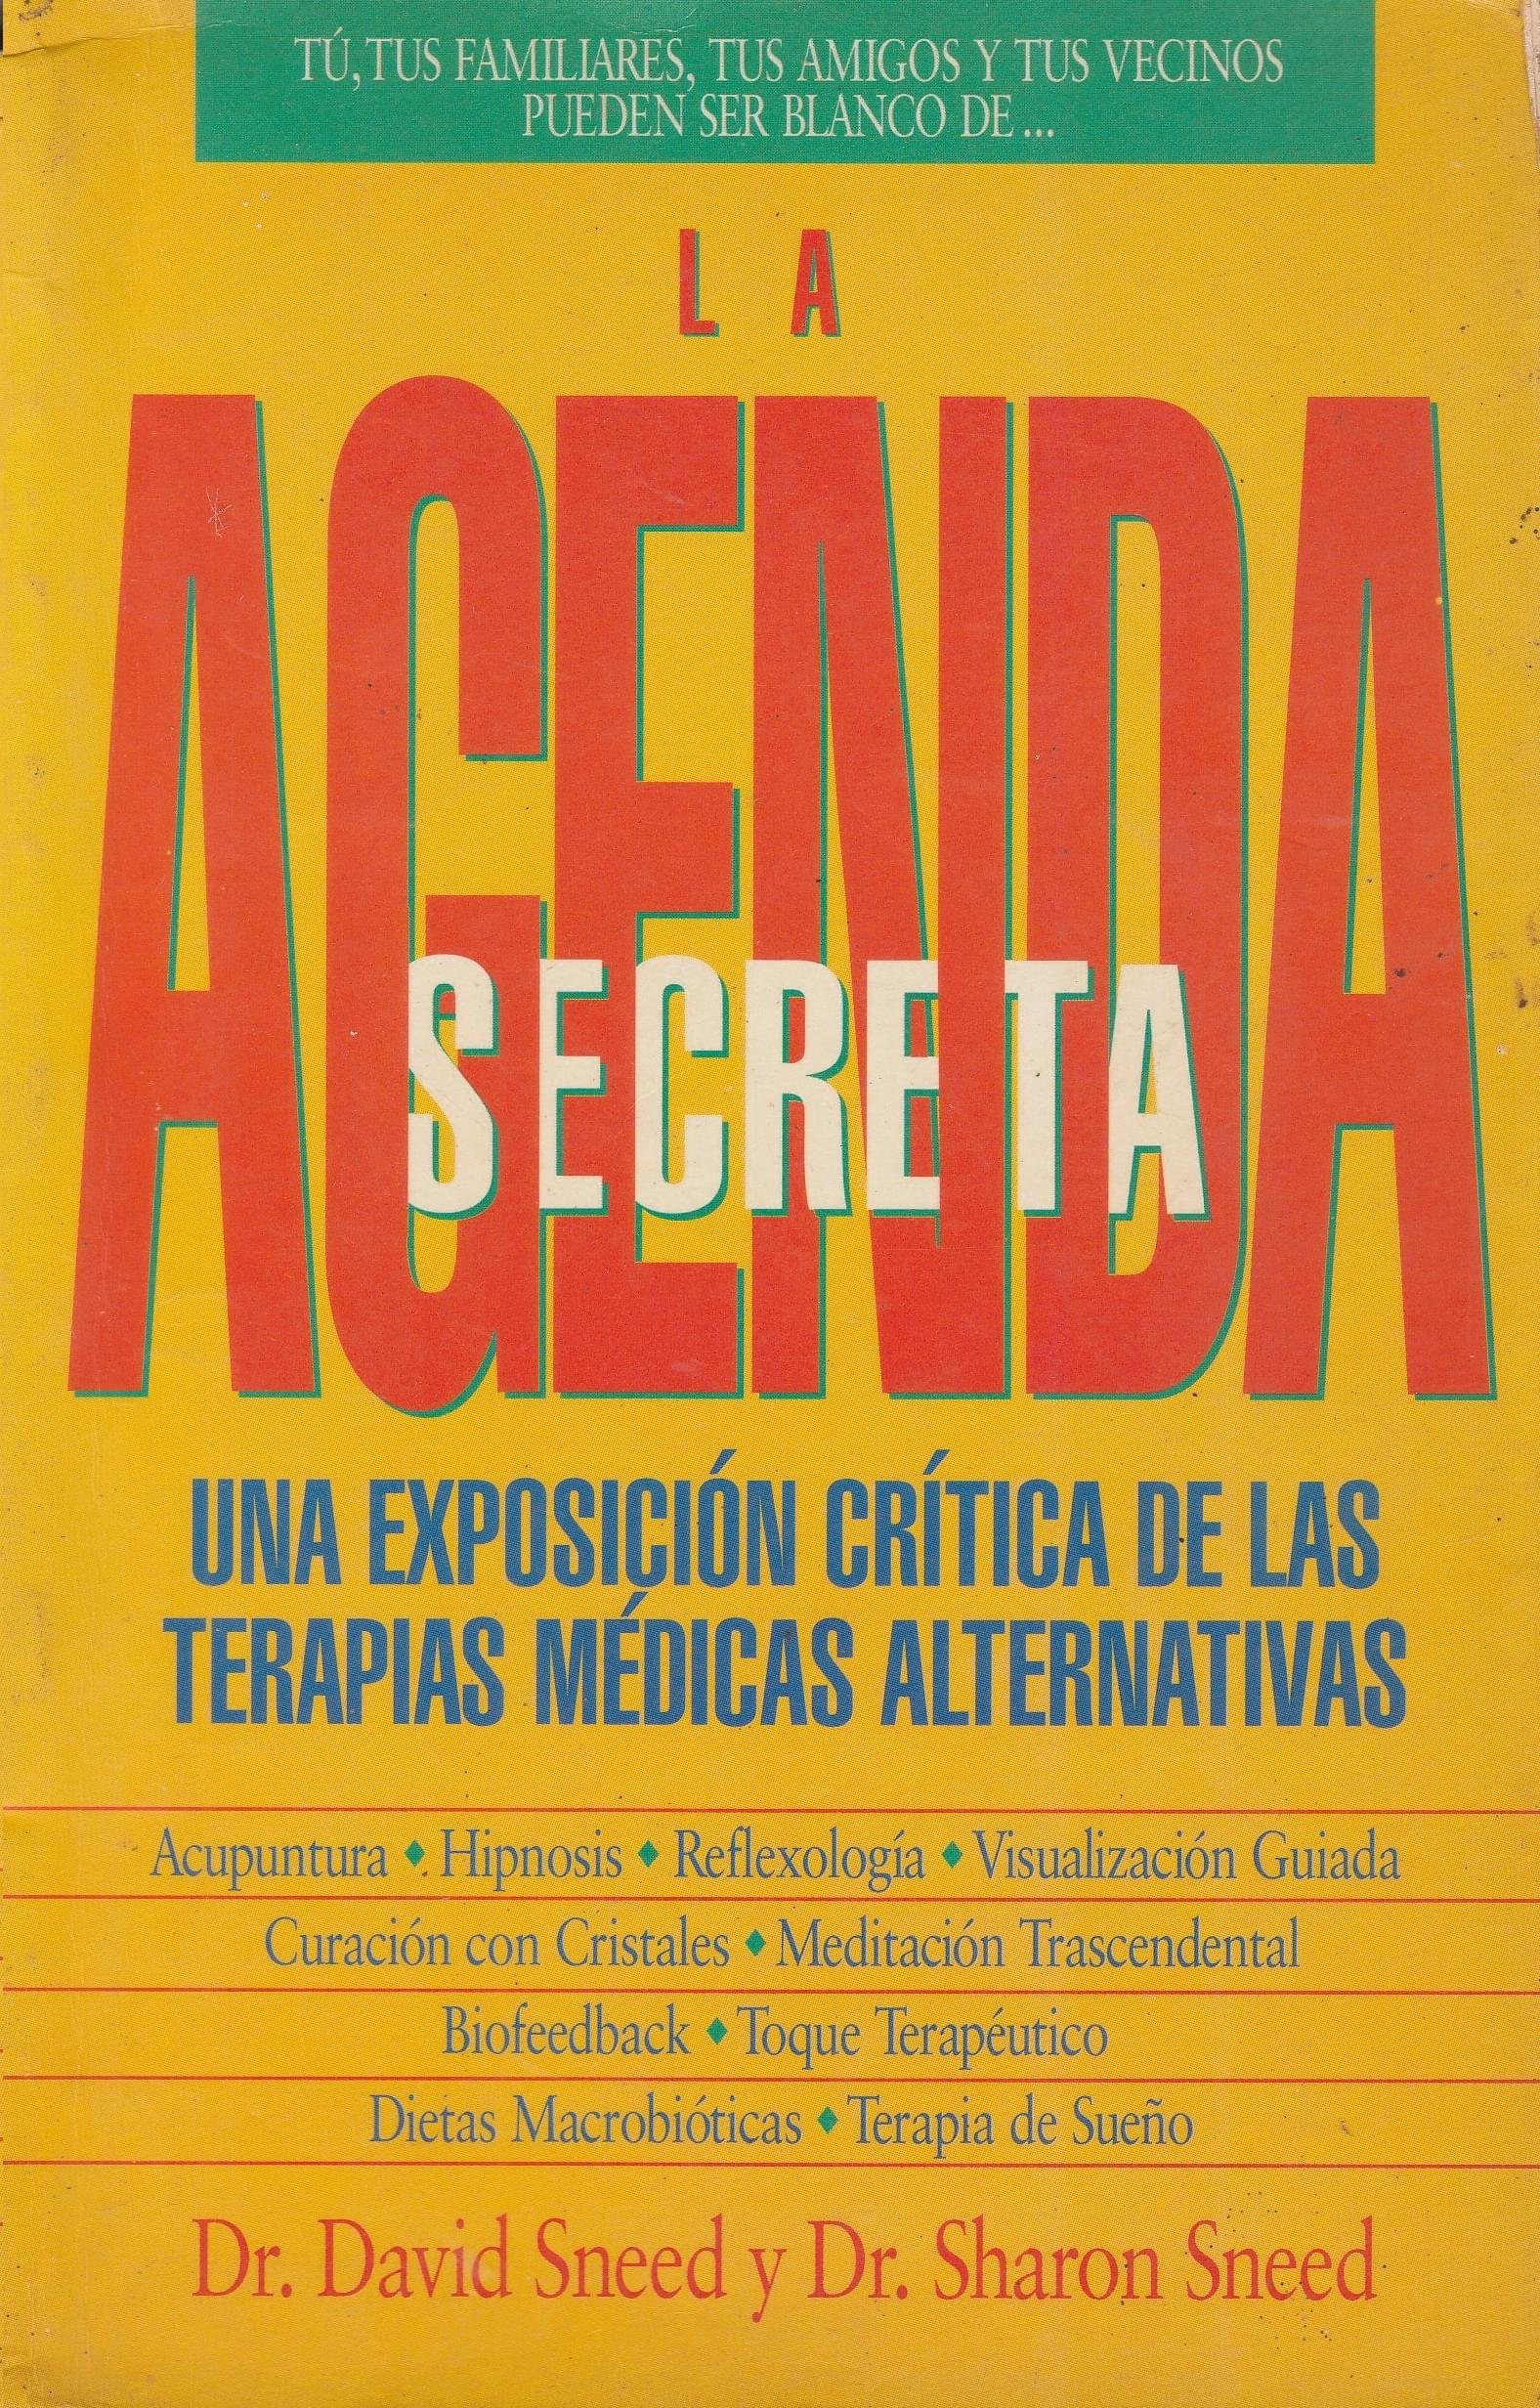 TÚ, TUS FAMILIARES, TUS AMIGOS Y TUS VECINOS
PUEDEN SER BLANCO DE...
LA
AGENDA
SECRETA
UNA EXPOSICIÓN CRÍTICA DE LAS
TERAPIAS MÉDICAS ALTERNATIVAS
Acupuntura ♦ Hipnosis ♦ Reflexología ♦ Visualización Guiada
Curación con Cristales ♦ Meditación Trascendental
Biofeedback ♦ Toque Terapéutico
Dietas Macrobióticas ♦ Terapia de Sueño
Dr. David Sneed y Dr. Sharon Sneed